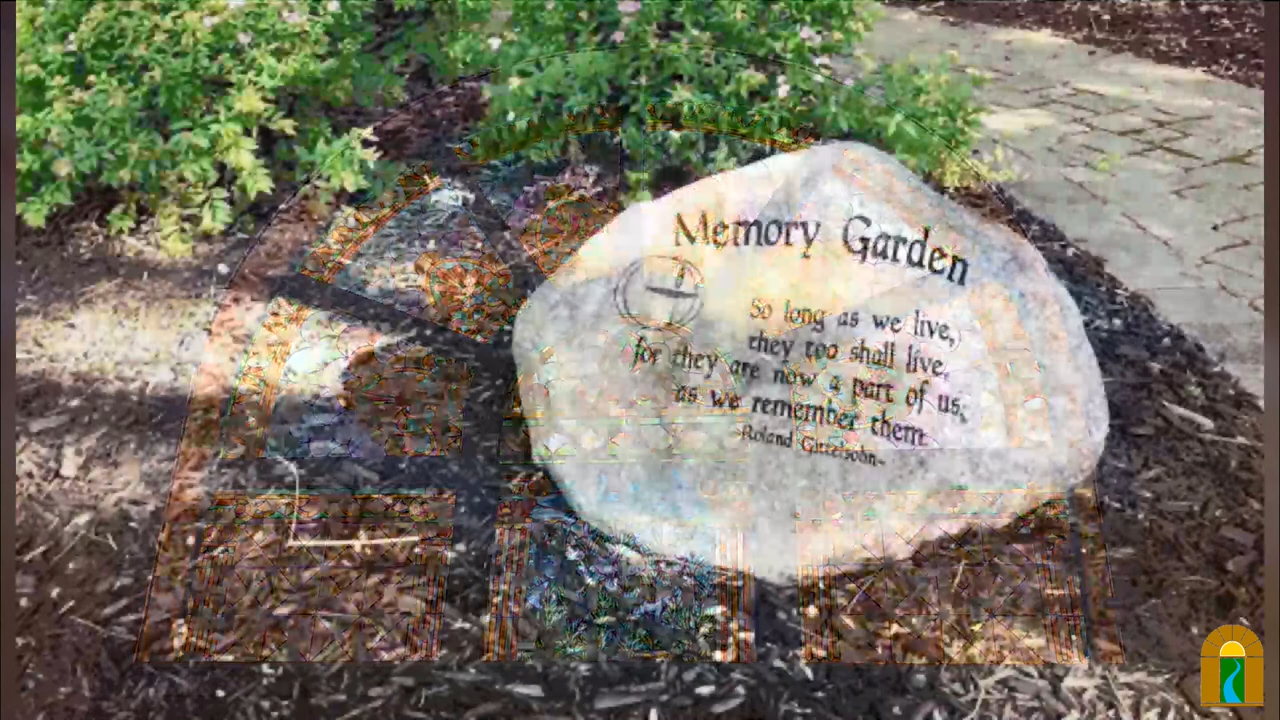 Memory Garden
So long as we live,
they too shall live,
for they are now a part of us,
as we remember them
-Roland Gittelsohn-